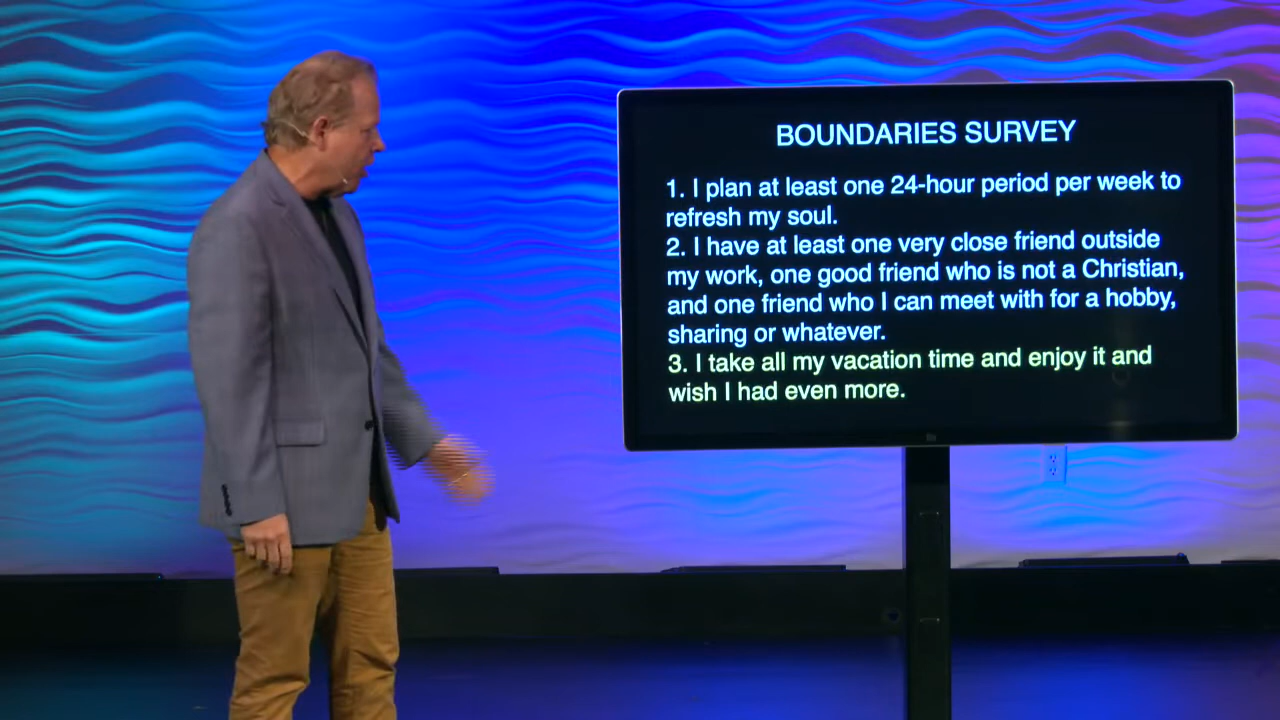 BOUNDARIES SURVEY
1. I plan at least one 24-hour period per week to
refresh my soul.
2. I have at least one very close friend outside
my work, one good friend who is not a Christian,
and one friend who I can meet with for a hobby,
sharing or whatever.
3. I take all my vacation time and enjoy it and
wish I had even more.